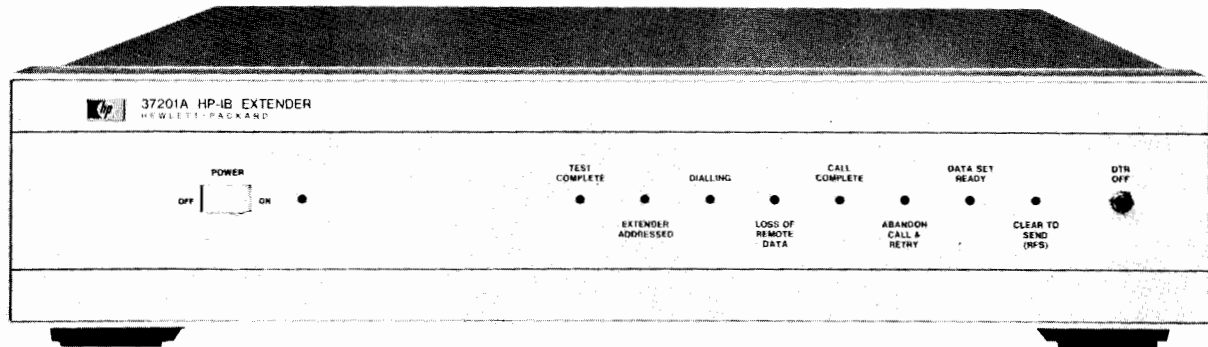 hp
37201A HP-IB EXTENDER
HEWLETT-PACKARD
POWER
OFF
ON
TEST
COMPLETE
EXTENDER
ADDRESSED
DIALLING
LOSS OF
REMOTE
DATA
CALL
COMPLETE
ABANDON
CALL &
RETRY
DATA SET
READY
CLEAR TO
SEND
(RFS)
DTR
OFF